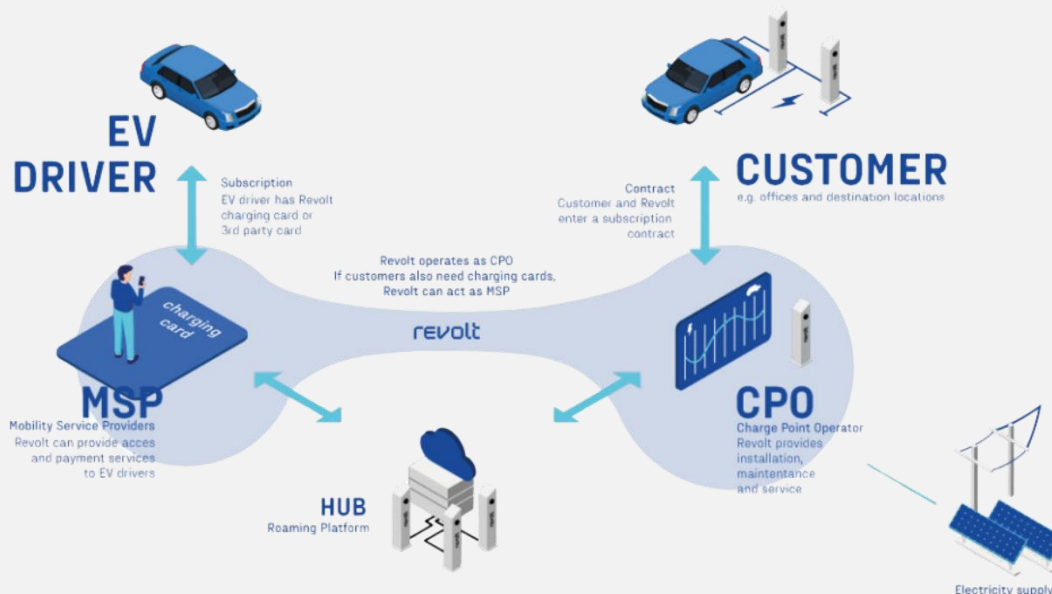 EV
DRIVER
Subscription
EV driver has Revolt
charging card or
3rd party card
Contract
Customer and Revolt
enter a subscription
contract
CUSTOMER
e.g. offices and destination locations
Revolt operates as CPO
If customers also need charging cards,
Revolt can act as MSP
revolt
charging
card
MSP
Mobility Service Providers
Revolt can provide acces
and payment services
to EV drivers
HUB
Roaming Platform
CPO
Charge Point Operator
Revolt provides
installation,
maintentance
and service
Electricity supply